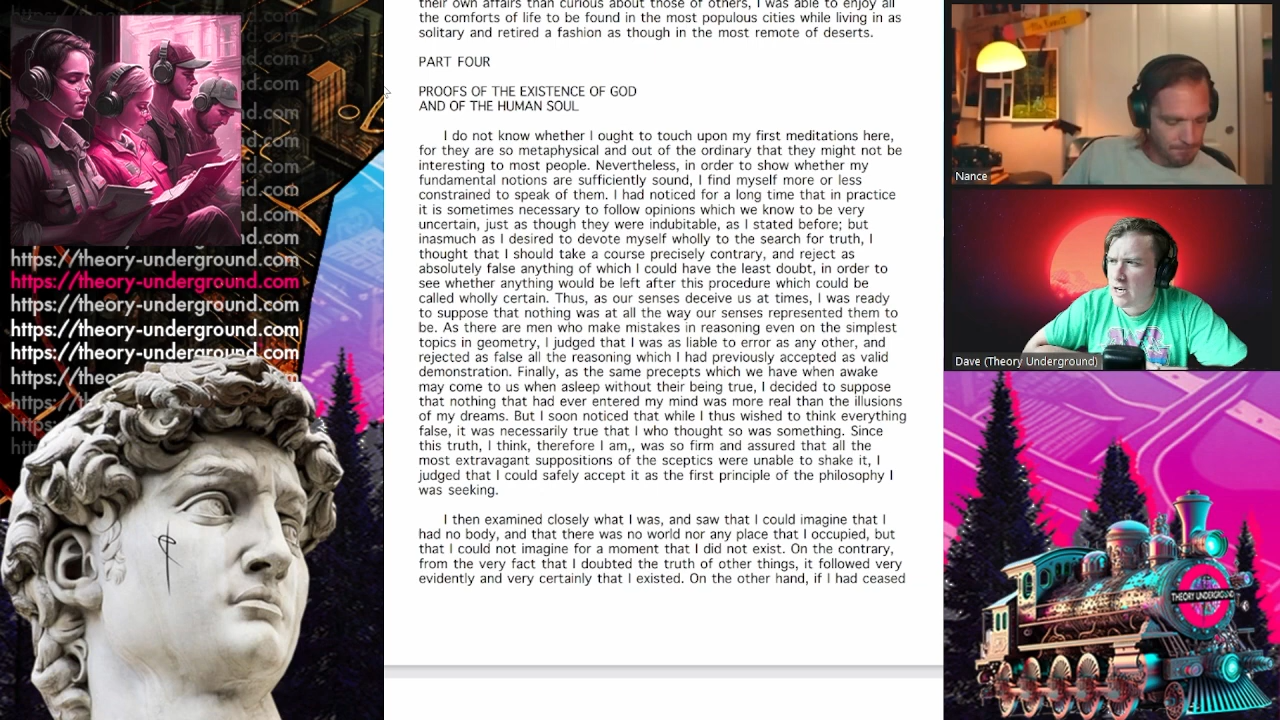 https://theory-underground.com
https://theory-underground.com
https://theory-underground.com
https://theory-underground.com
https://theory-underground.com
their own affairs than curious about those of others, I was able to enjoy all
the comforts of life to be found in the most populous cities while living in as
solitary and retired a fashion as though in the most remote of deserts.
PART FOUR
PROOFS OF THE EXISTENCE OF GOD
AND OF THE HUMAN SOUL
I do not know whether I ought to touch upon my first meditations here,
for they are so metaphysical and out of the ordinary that they might not be
interesting to most people. Nevertheless, in order to show whether my
fundamental notions are sufficiently sound, I find myself more or less
constrained to speak of them. I had noticed for a long time that in practice
it is sometimes necessary to follow opinions which we know to be very
uncertain, just as though they were indubitable, as I stated before; but
inasmuch as I desired to devote myself wholly to the search for truth, I
thought that I should take a course precisely contrary, and reject as
absolutely false anything of which I could have the least doubt, in order to
see whether anything would be left after this procedure which could be
called wholly certain. Thus, as our senses deceive us at times, I was ready
to suppose that nothing was at all the way our senses represented them to
be. As there are men who make mistakes in reasoning even on the simplest
topics in geometry, I judged that I was as liable to error as any other, and
rejected as false all the reasoning which I had previously accepted as valid
demonstration. Finally, as the same precepts which we have when awake
may come to us when asleep without their being true, I decided to suppose
that nothing that had ever entered my mind was more real than the illusions
of my dreams. But I soon noticed that while I thus wished to think everything
false, it was necessarily true that I who thought so was something. Since
this truth, I think, therefore I am,, was so firm and assured that all the
most extravagant suppositions of the sceptics were unable to shake it, I
judged that I could safely accept it as the first principle of the philosophy I
was seeking.
I then examined closely what I was, and saw that I could imagine that I
had no body, and that there was no world nor any place that I occupied, but
that I could not imagine for a moment that I did not exist. On the contrary,
from the very fact that I doubted the truth of other things, it followed very
evidently and very certainly that I existed. On the other hand, if I had ceased
Nance
Dave (Theory Underground)
THEORY UNDERGROUND